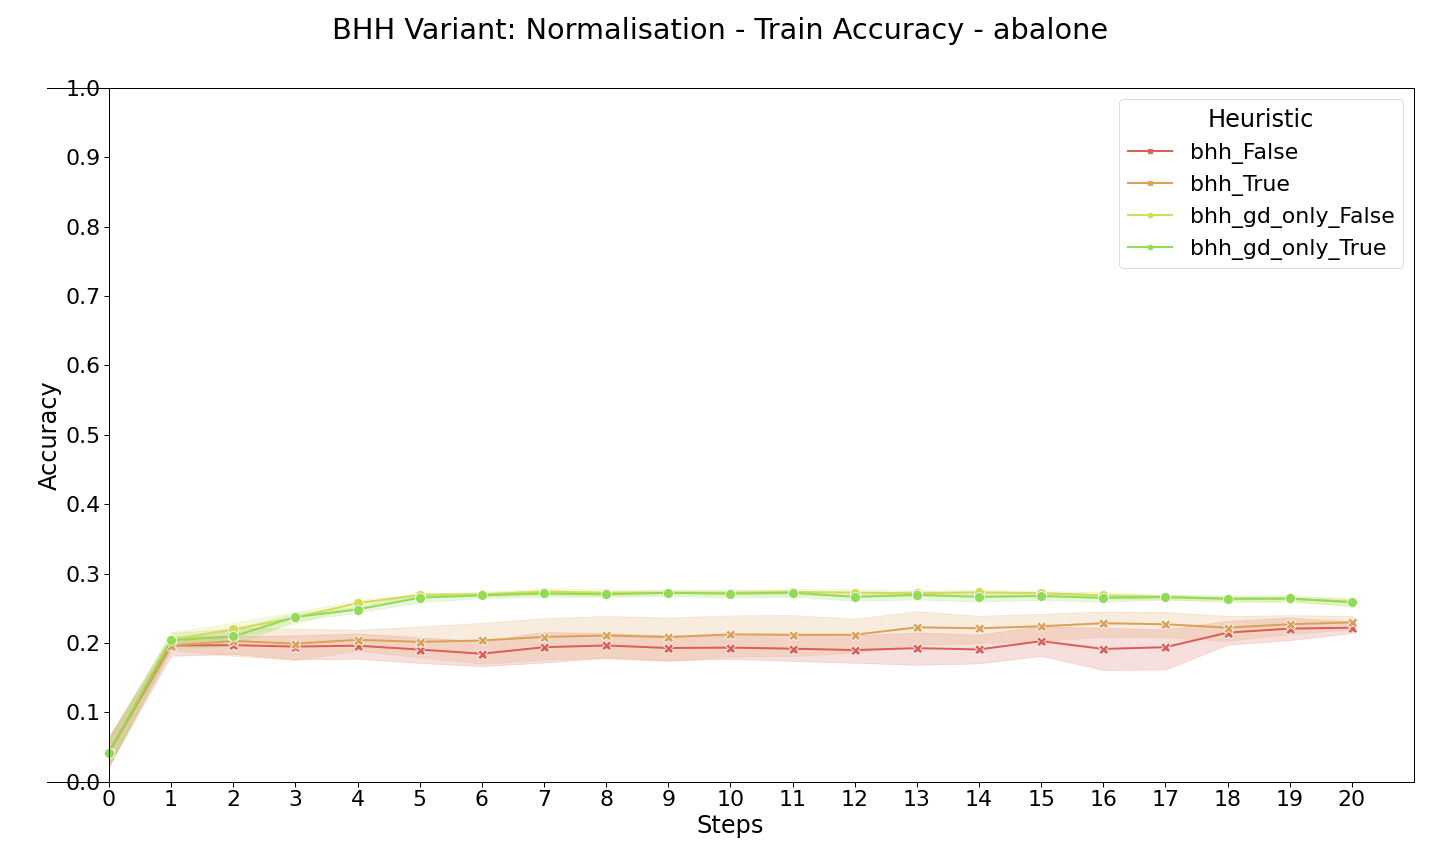 BHH Variant: Normalisation - Train Accuracy - abalone
1.0
0.9
0.8
0.7
0.6
0.5
0.4
0.3
0.2
0.1
0.0
Accuracy
Heuristic
bhh_False
bhh_True
bhh_gd_only_False
bhh_gd_only_True
0 1 2 3 4 5 6 7 8 9 10 11 12 13 14 15 16 17 18 19 20
Steps